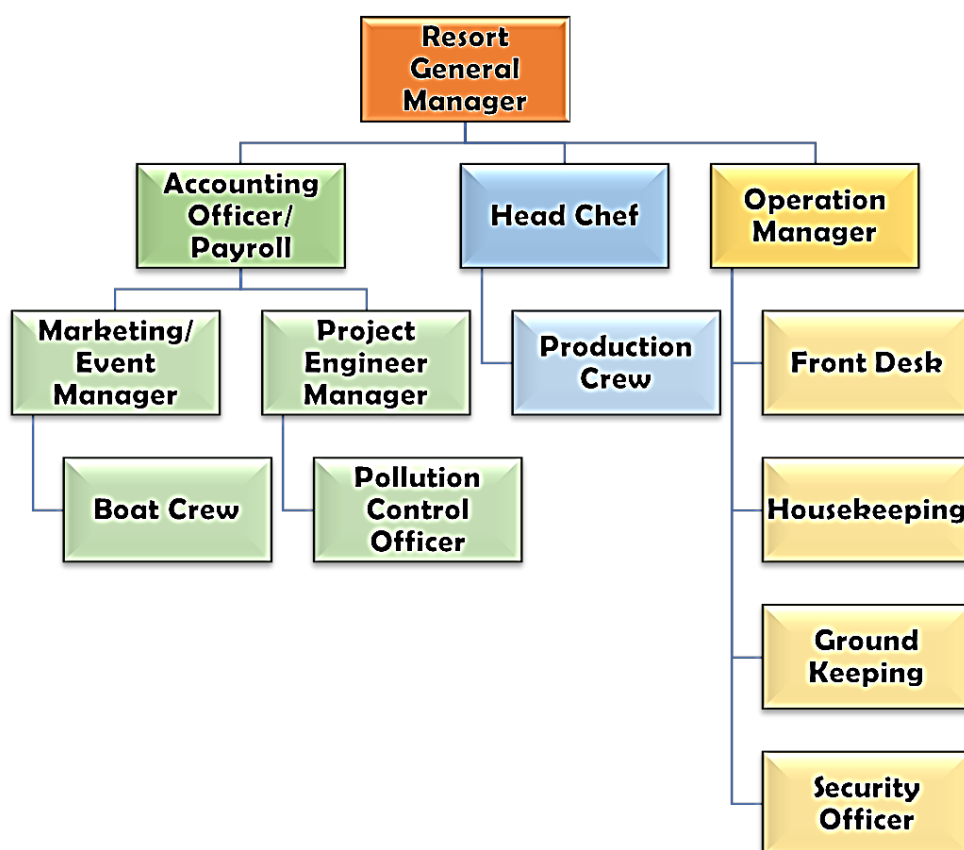 Resort
General
Manager
Accounting
Officer/
Payroll
Head Chef
Operation
Manager
Marketing/
Event
Manager
Project
Engineer
Manager
Production
Crew
Front Desk
Boat Crew
Pollution
Control
Officer
Housekeeping
Ground
Keeping
Security
Officer